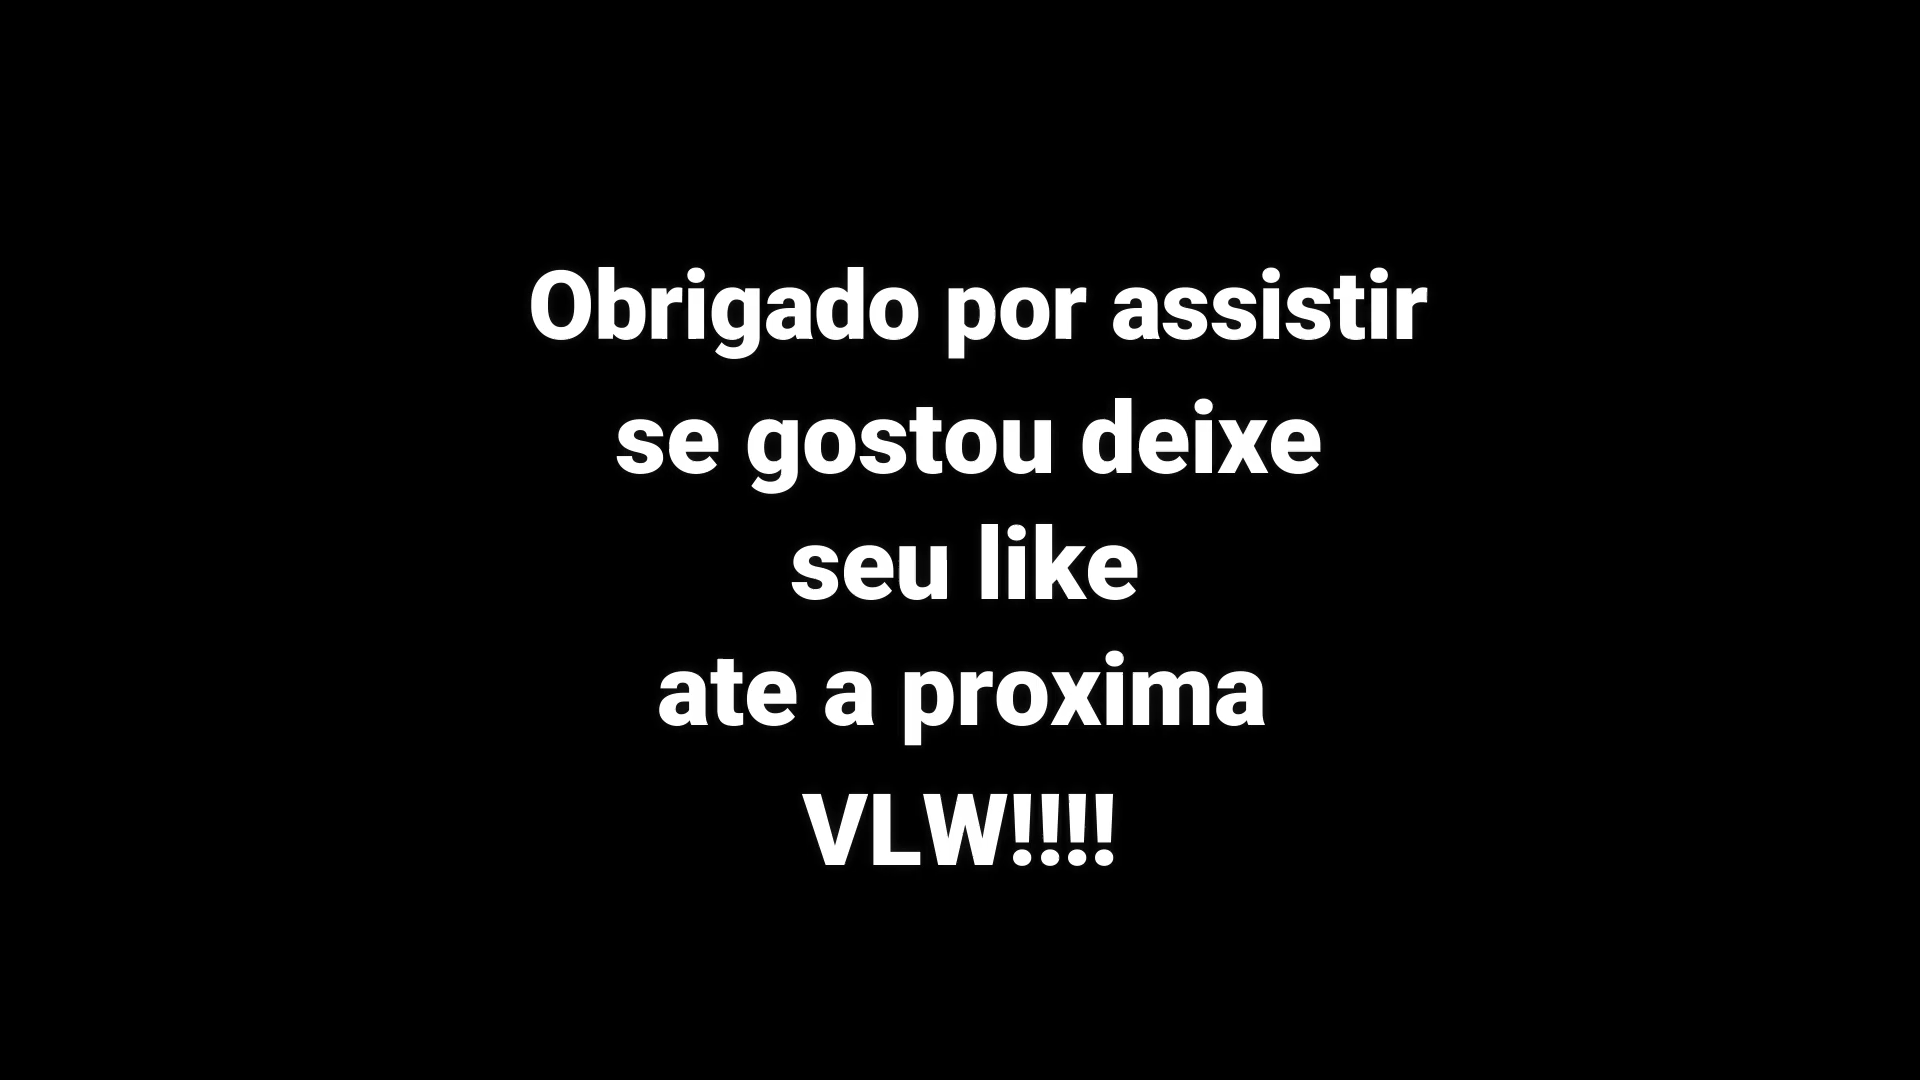 Obrigado por assistir
se gostou deixe
seu like
ate a proxima
VLW!!!!